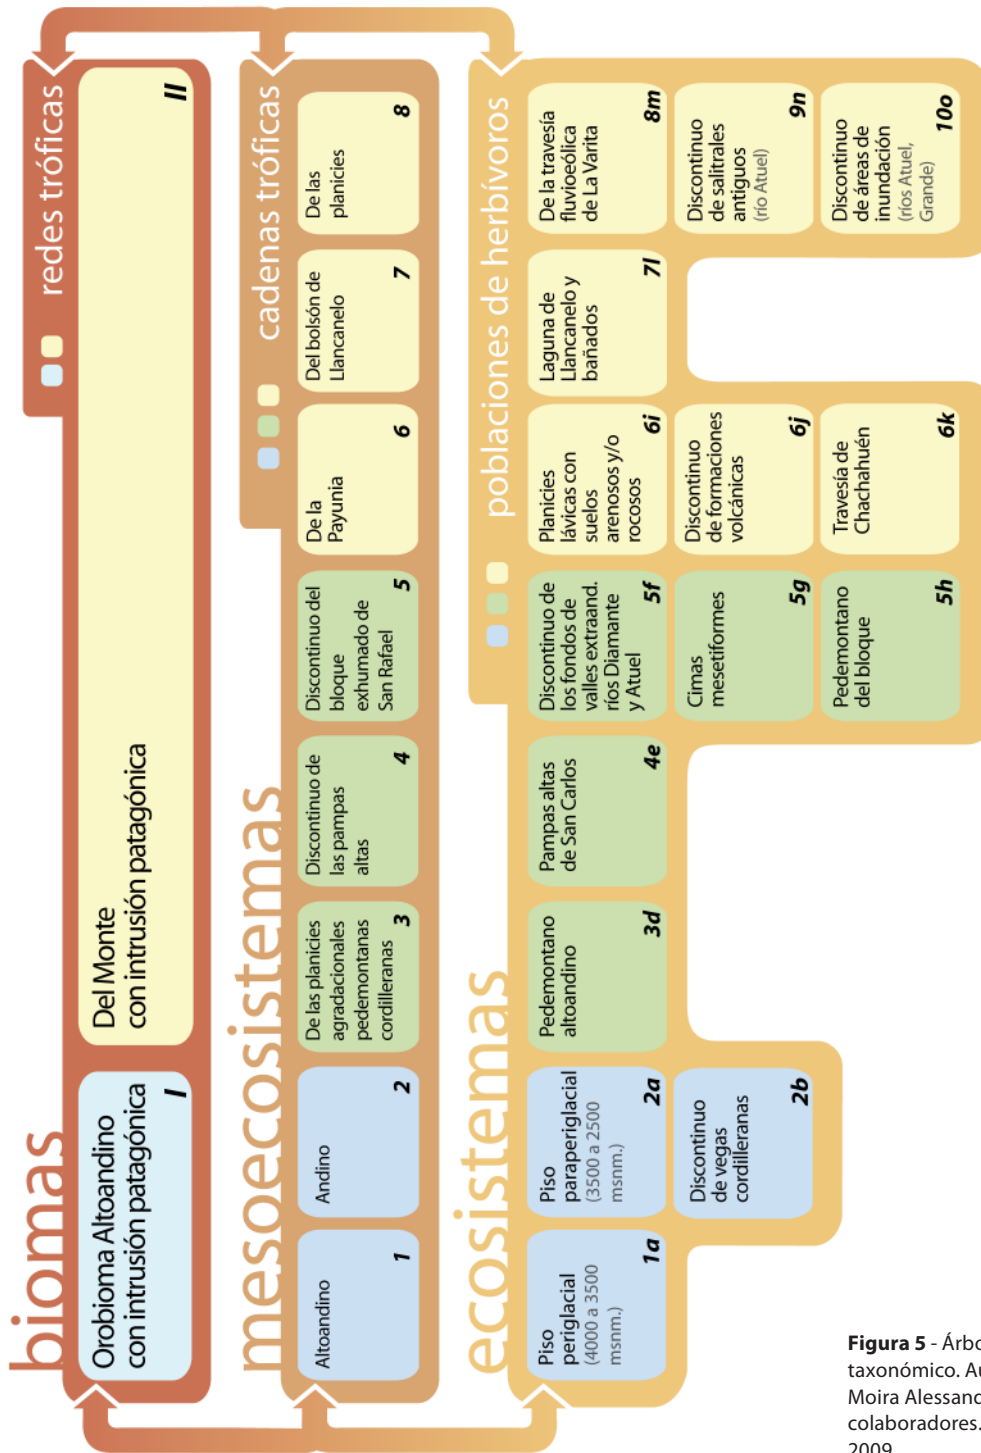 biomas
redes tróficas
Orobioma Altoandino
con intrusión patagónica
I
Del Monte
con intrusión patagónica
II
mesoecosistemas
cadenas tróficas
Altoandino
1
Andino
2
De las planicies
agradacionales
pedemontanas
cordilleranas
3
Discontinuo de
las pampas
altas
4
Discontinuo del
bloque
exhumado de
San Rafael
5
De la
Payunia
6
Del bolsón de
Llancanelo
7
De las
planicies
8
ecosistemas
poblaciones de herbívoros
Piso
periglacial
(4000 a 3500
msnm.)
1a
Piso
paraperiglacial
(3500 a 2500
msnm.)
2a
Discontinuo
de vegas
cordilleranas
2b
Pedemontano
altoandino
3d
Pampas altas
de San Carlos
4e
Discontinuo de
los fondos de
valles extraand.
ríos Diamante
y Atuel
5f
Cimas
mesetiformes
5g
Pedemontano
del bloque
5h
Planicies
lávicas con
suelos
arenosos y/o
rocosos
6i
Discontinuo
de formaciones
volcánicas
6j
Travesía de
Chachahuén
6k
Laguna de
Llancanelo y
bañados
7l
De la travesía
fluvioeólica
de La Varita
8m
Discontinuo
de salitrales
antiguos
(río Atuel)
9n
Discontinuo
de áreas de
inundación
(ríos Atuel,
Grande)
10o
Figura 5 - Árbo
taxonómico. Au
Moira Alessand
colaboradores.
2009